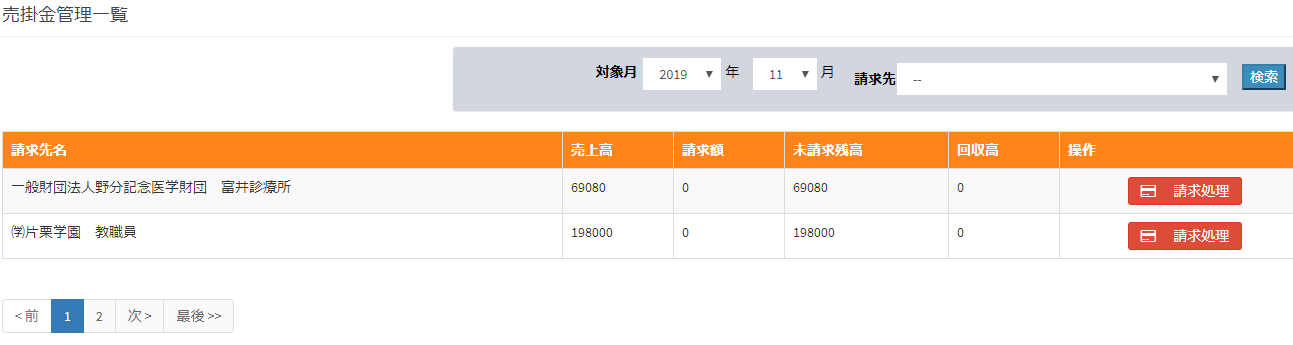 売掛金管理一覧
対象月 2019 ▼ 年 11 ▼ 月 請求先 -- ▼ 検索
請求先名 売上高 請求額 未請求残高 回収高 操作
一般財団法人野分記念医学財団　富井診療所 69080 0 69080 0 請求処理
㈻片栗学園　教職員 198000 0 198000 0 請求処理
< 前 1 2 次 > 最後 >>